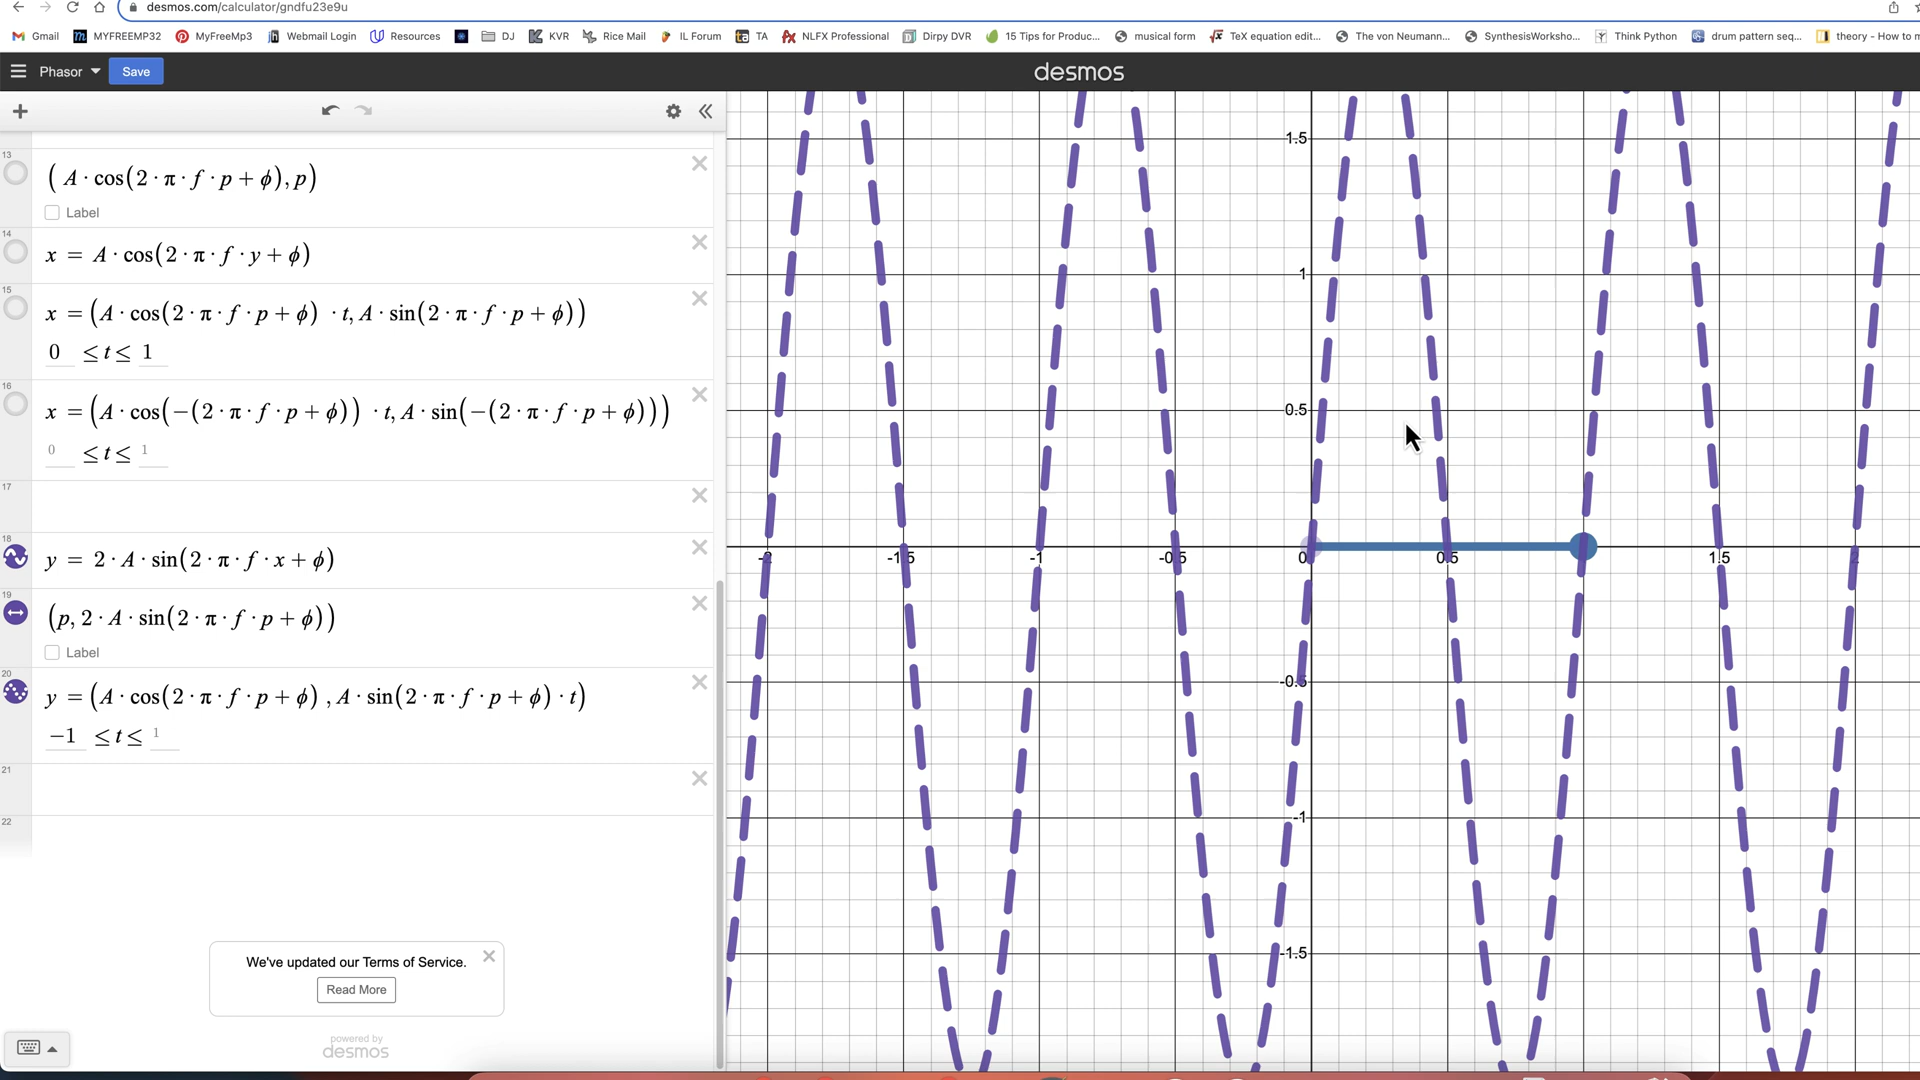 desmos.com/calculator/gndfu23e9u
Gmail MYFREEMP32 MyFreeMp3 Webmail Login Resources DJ KVR Rice Mail IL Forum TA NLFX Professional Dirpy DVR 15 Tips for Produc... musical form TeX equation edit... The von Neumann... SynthesisWorksho... Think Python drum pattern seq... theory - How to m
Phasor Save desmos
13
(A · cos(2 · π · f · p + ϕ), p)
Label
14
x = A · cos(2 · π · f · y + ϕ)
15
x = (A · cos(2 · π · f · p + ϕ) · t, A · sin(2 · π · f · p + ϕ))
0 ≤ t ≤ 1
16
x = (A · cos(−(2 · π · f · p + ϕ)) · t, A · sin(−(2 · π · f · p + ϕ)))
0 ≤ t ≤ 1
17
18
y = 2 · A · sin(2 · π · f · x + ϕ)
19
(p, 2 · A · sin(2 · π · f · p + ϕ))
Label
20
y = (A · cos(2 · π · f · p + ϕ) , A · sin(2 · π · f · p + ϕ) · t)
−1 ≤ t ≤ 1
21
22
We've updated our Terms of Service.
Read More
powered by
desmos
1.5
1
0.5
-2 -1.5 -1 -0.5 0 0.5 1.5 2
-0.5
-1
-1.5